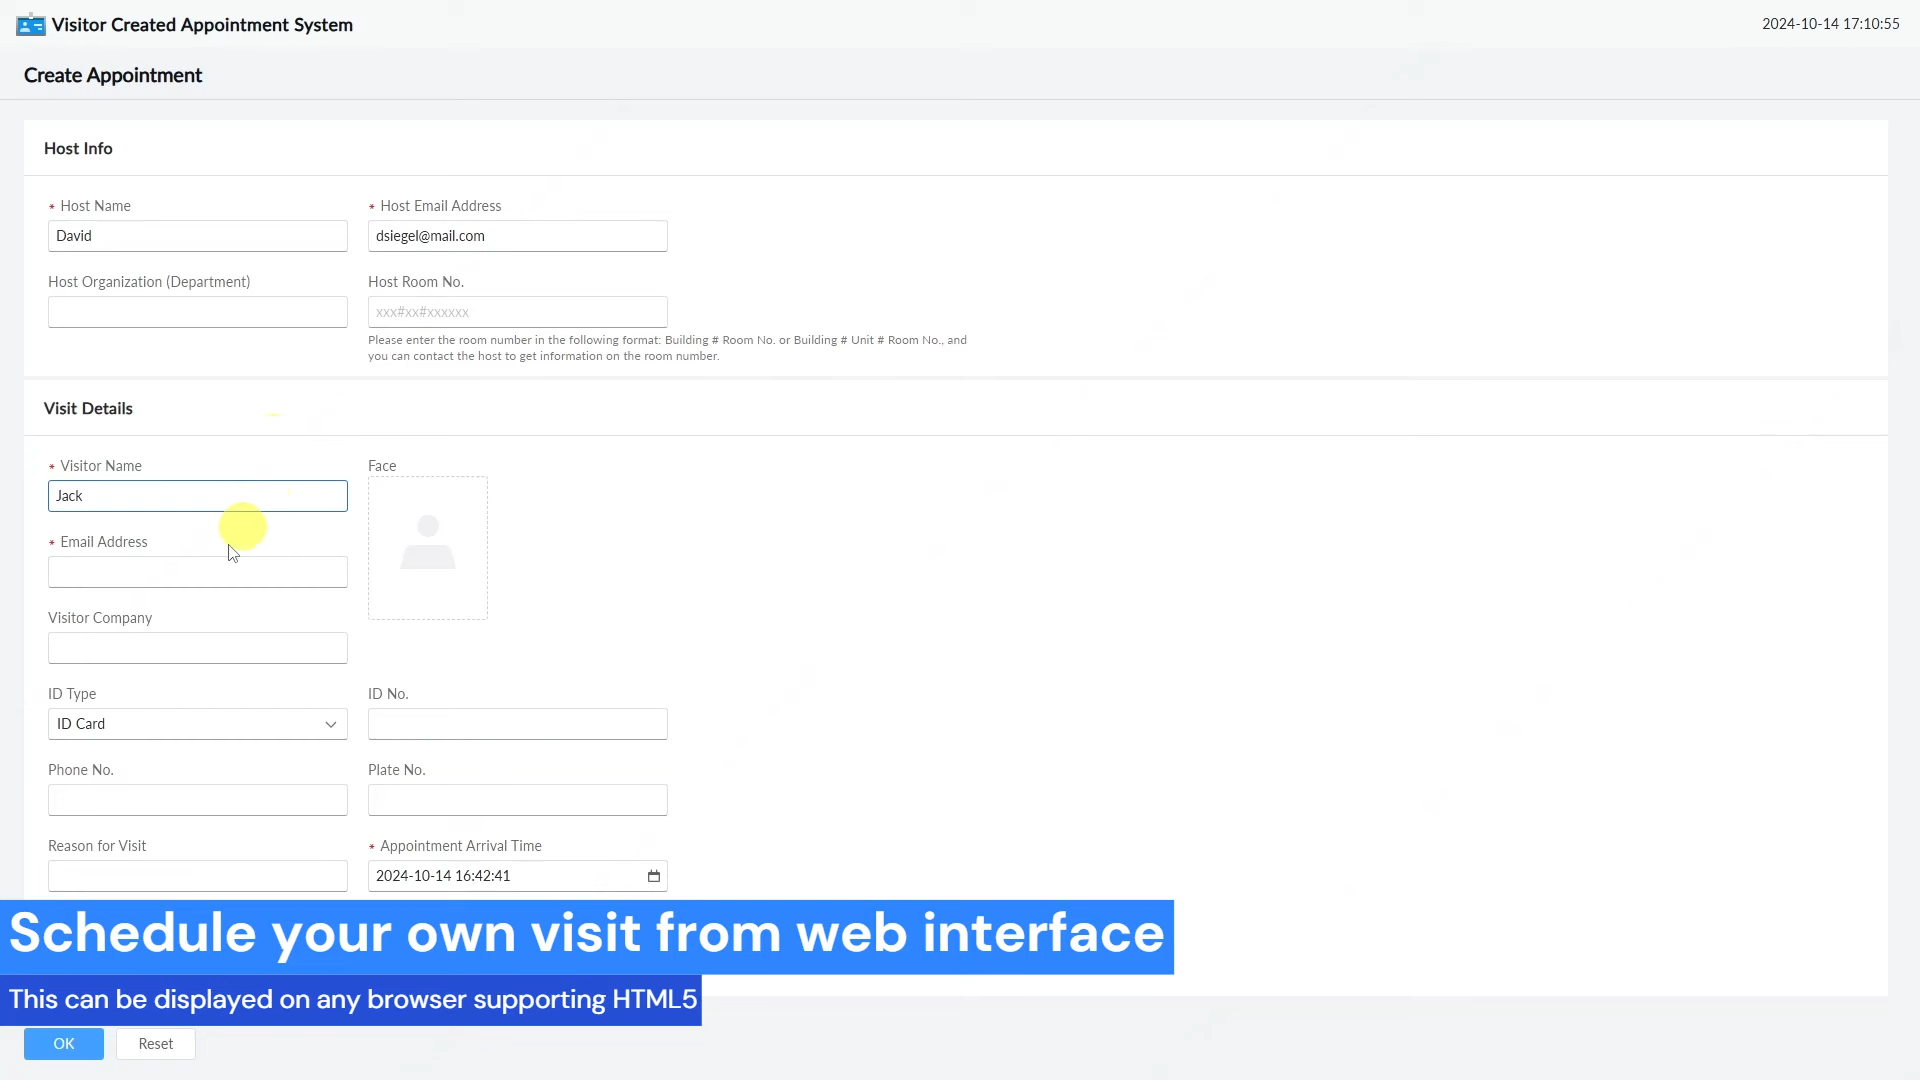 Visitor Created Appointment System
2024-10-14 17:10:55
Create Appointment
Host Info
* Host Name
* Host Email Address
David
dsiegel@mail.com
Host Organization (Department)
Host Room No.
xxx#xx#xxxxxx
Please enter the room number in the following format: Building # Room No. or Building # Unit # Room No., and
you can contact the host to get information on the room number.
Visit Details
* Visitor Name
Face
Jack
* Email Address
Visitor Company
ID Type
ID No.
ID Card
Phone No.
Plate No.
Reason for Visit
* Appointment Arrival Time
2024-10-14 16:42:41
Schedule your own visit from web interface
This can be displayed on any browser supporting HTML5
OK
Reset